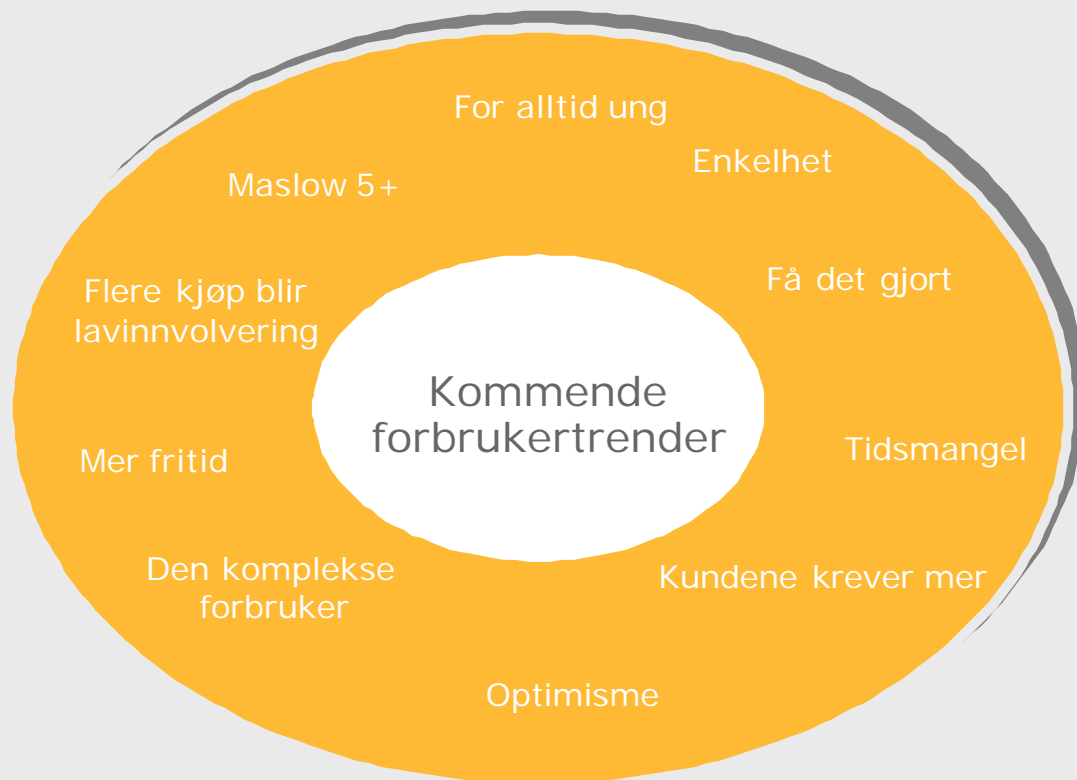 For alltid ung
Enkelhet
Maslow 5+
Få det gjort
Flere kjøp blir
lavinnvolvering
Kommende
forbrukertrender
Tidsmangel
Mer fritid
Den komplekse
forbruker
Kundene krever mer
Optimisme